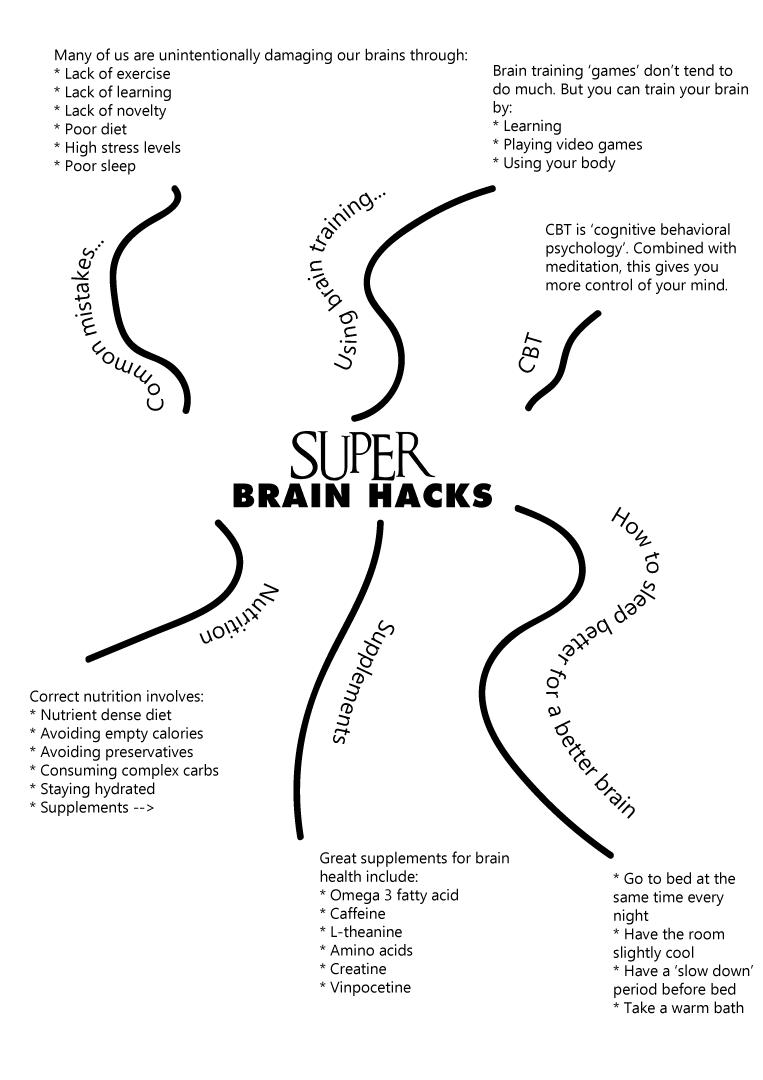 Many of us are unintentionally damaging our brains through:
* Lack of exercise
* Lack of learning
* Lack of novelty
* Poor diet
* High stress levels
* Poor sleep
Common mistakes...
Brain training ‘games’ don’t tend to
do much. But you can train your brain
by:
* Learning
* Playing video games
* Using your body
Using brain training...
CBT is ‘cognitive behavioral
psychology’. Combined with
meditation, this gives you
more control of your mind.
CBT
SUPER
BRAIN HACKS
Nutrition
Correct nutrition involves:
* Nutrient dense diet
* Avoiding empty calories
* Avoiding preservatives
* Consuming complex carbs
* Staying hydrated
* Supplements -->
Supplements
Great supplements for brain
health include:
* Omega 3 fatty acid
* Caffeine
* L-theanine
* Amino acids
* Creatine
* Vinpocetine
How to sleep better for a better brain
* Go to bed at the
same time every
night
* Have the room
slightly cool
* Have a ‘slow down’
period before bed
* Take a warm bath